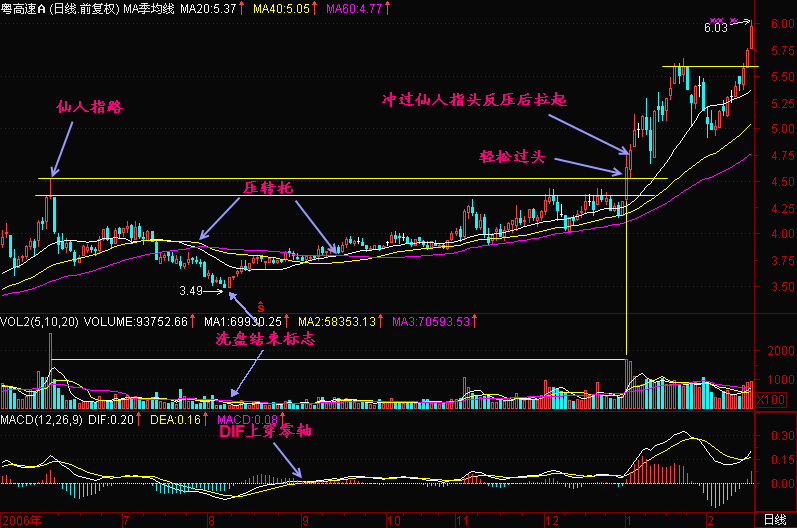 粤高速A(日线.前复权) MA季均线 MA20:5.37↑ MA40:5.05↑ MA60:4.77↑
6.03
6.00
5.75
5.50
5.25
5.00
4.75
4.50
4.25
4.00
3.75
3.50
仙人指路
冲过仙人指头反压后拉起
轻松过头
压转托
3.49
ŝ
VOL2(5,10,20) VOLUME:93752.66↑ MA1:69930.25↑ MA2:58353.13↑ MA3:70593.53↑
洗盘结束标态
2000
1000
X100
MACD(12,26,9) DIF:0.20↑ DEA:0.16↑ MACD:0.08↑
DIF上穿零轴
0.30
0.15
0.00
2006年 7 8 9 10 11 12 1 2 日线